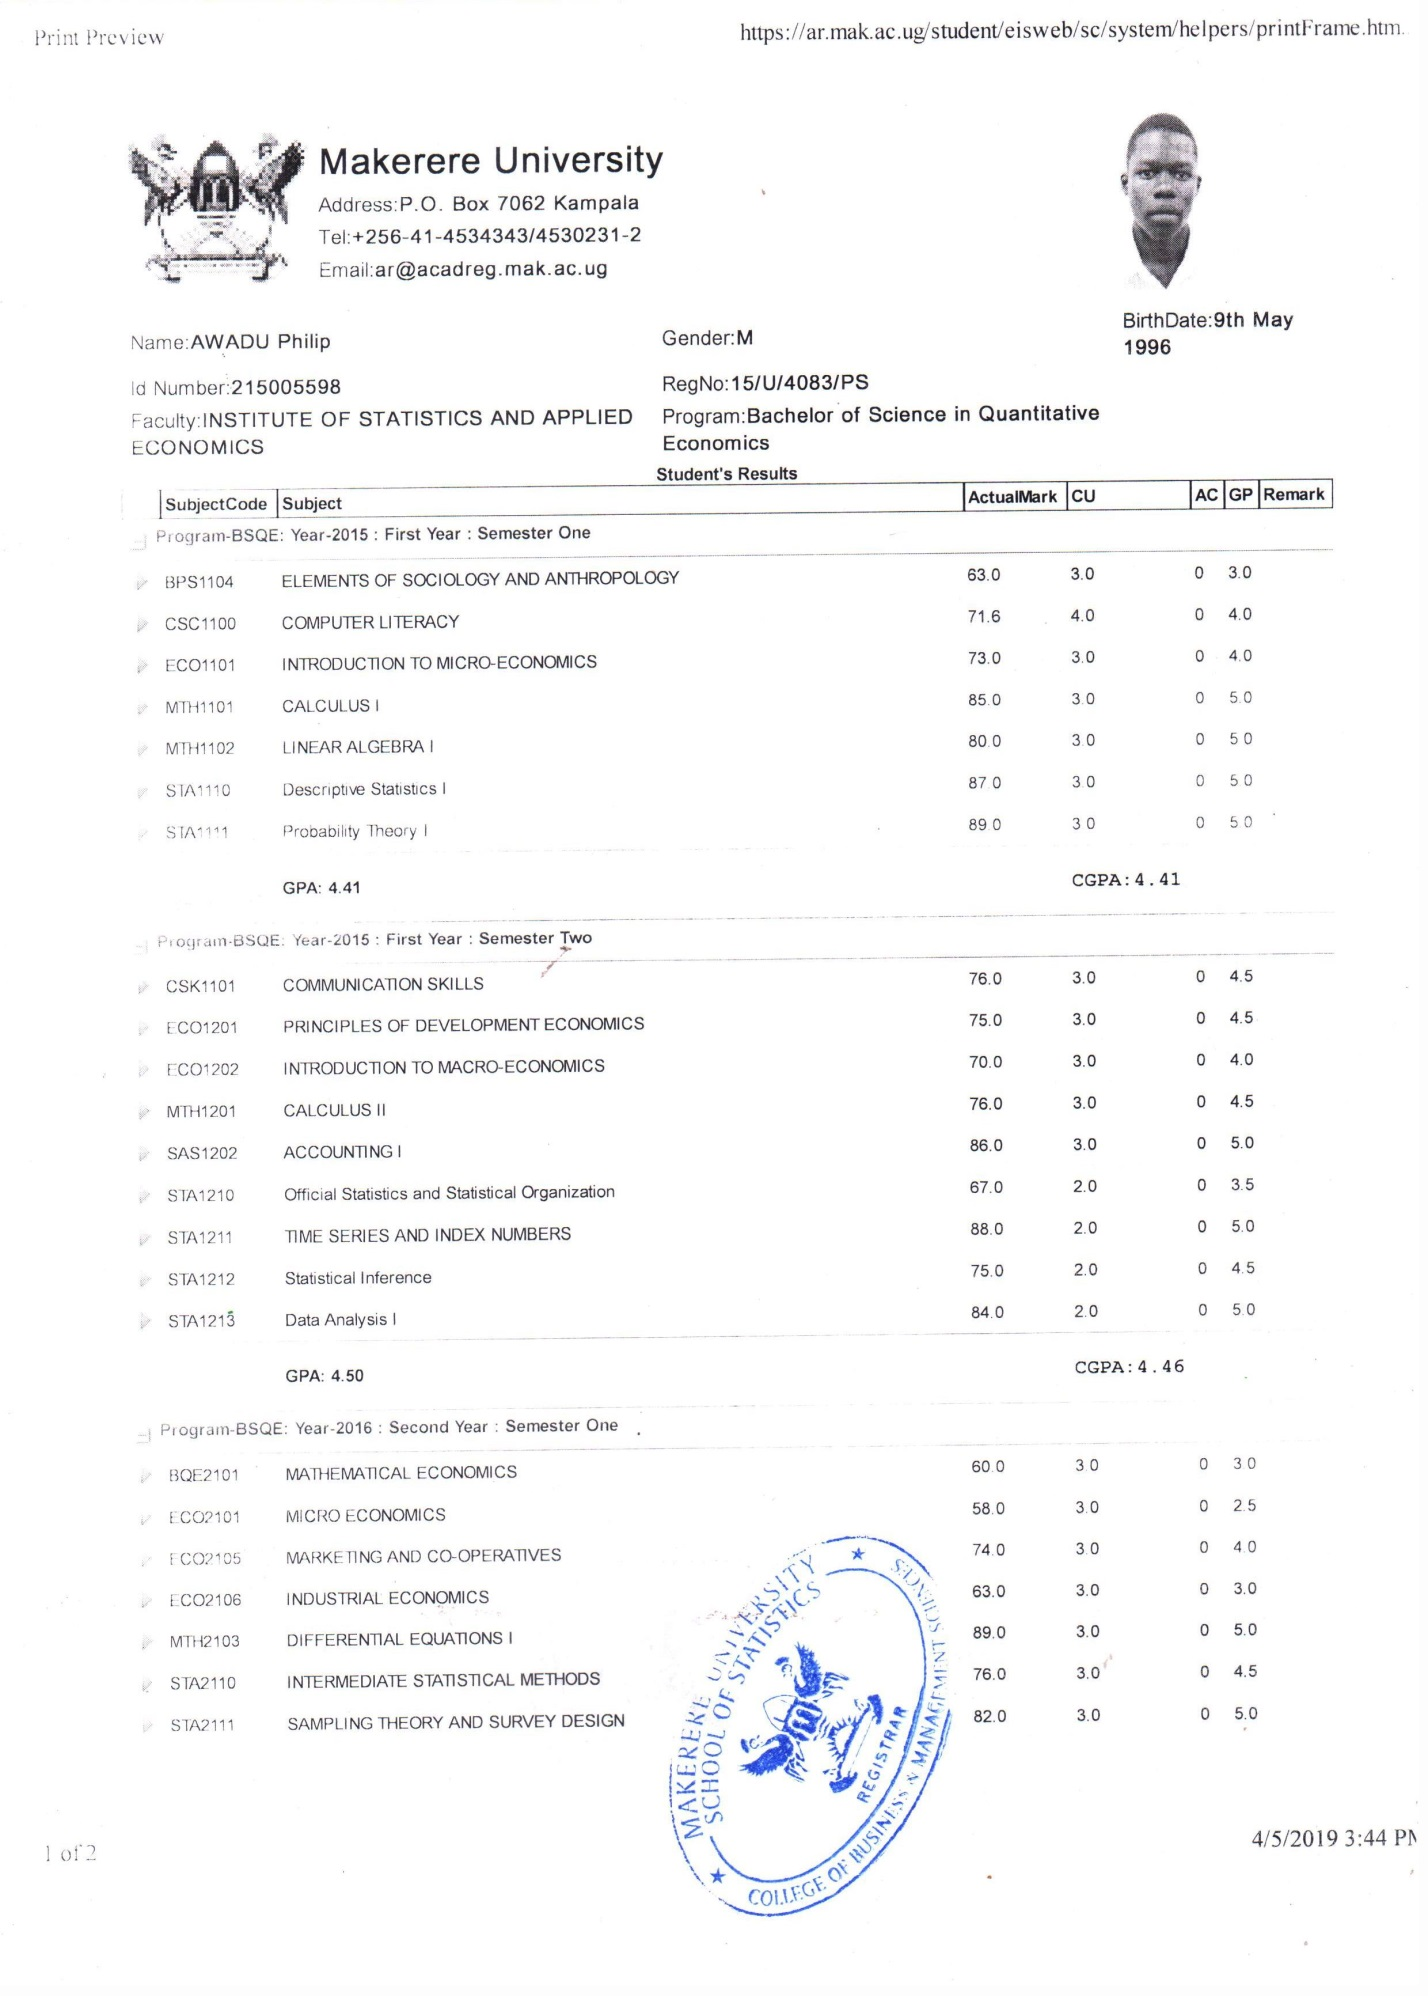 Print Preview https://ar.mak.ac.ug/student/eisweb/sc/system/helpers/printFrame.htm.
Makerere University
Address:P.O. Box 7062 Kampala
Tel:+256-41-4534343/4530231-2
Email:ar@acadreg.mak.ac.ug
BirthDate:9th May
1996
Name:AWADU Philip Gender:M
Id Number:215005598 RegNo:15/U/4083/PS
Faculty:INSTITUTE OF STATISTICS AND APPLIED
ECONOMICS
Program:Bachelor of Science in Quantitative
Economics
Student's Results
SubjectCode Subject ActualMark CU AC GP Remark
Program-BSQE: Year-2015 : First Year : Semester One
BPS1104 ELEMENTS OF SOCIOLOGY AND ANTHROPOLOGY 63.0 3.0 0 3.0
CSC1100 COMPUTER LITERACY 71.6 4.0 0 4.0
ECO1101 INTRODUCTION TO MICRO-ECONOMICS 73.0 3.0 0 4.0
MTH1101 CALCULUS I 85.0 3.0 0 5.0
MTH1102 LINEAR ALGEBRA I 80.0 3.0 0 5.0
STA1110 Descriptive Statistics I 87.0 3.0 0 5.0
STA1111 Probability Theory I 89.0 3.0 0 5.0
GPA: 4.41 CGPA:4.41
Program-BSQE: Year-2015 : First Year : Semester Two
CSK1101 COMMUNICATION SKILLS 76.0 3.0 0 4.5
ECO1201 PRINCIPLES OF DEVELOPMENT ECONOMICS 75.0 3.0 0 4.5
ECO1202 INTRODUCTION TO MACRO-ECONOMICS 70.0 3.0 0 4.0
MTH1201 CALCULUS II 76.0 3.0 0 4.5
SAS1202 ACCOUNTING I 86.0 3.0 0 5.0
STA1210 Official Statistics and Statistical Organization 67.0 2.0 0 3.5
STA1211 TIME SERIES AND INDEX NUMBERS 88.0 2.0 0 5.0
STA1212 Statistical Inference 75.0 2.0 0 4.5
STA1213 Data Analysis I 84.0 2.0 0 5.0
GPA: 4.50 CGPA:4.46
Program-BSQE: Year-2016 : Second Year : Semester One
BQE2101 MATHEMATICAL ECONOMICS 60.0 3.0 0 3.0
ECO2101 MICRO ECONOMICS 58.0 3.0 0 2.5
ECO2105 MARKETING AND CO-OPERATIVES 74.0 3.0 0 4.0
ECO2106 INDUSTRIAL ECONOMICS 63.0 3.0 0 3.0
MTH2103 DIFFERENTIAL EQUATIONS I 89.0 3.0 0 5.0
STA2110 INTERMEDIATE STATISTICAL METHODS 76.0 3.0 0 4.5
STA2111 SAMPLING THEORY AND SURVEY DESIGN 82.0 3.0 0 5.0
MAKERERE UNIVERSITY
SCHOOL OF STATISTICS
REGISTRAR
COLLEGE OF BUSINESS & MANAGEMENT SCIENCES
1 of 2 4/5/2019 3:44 PM